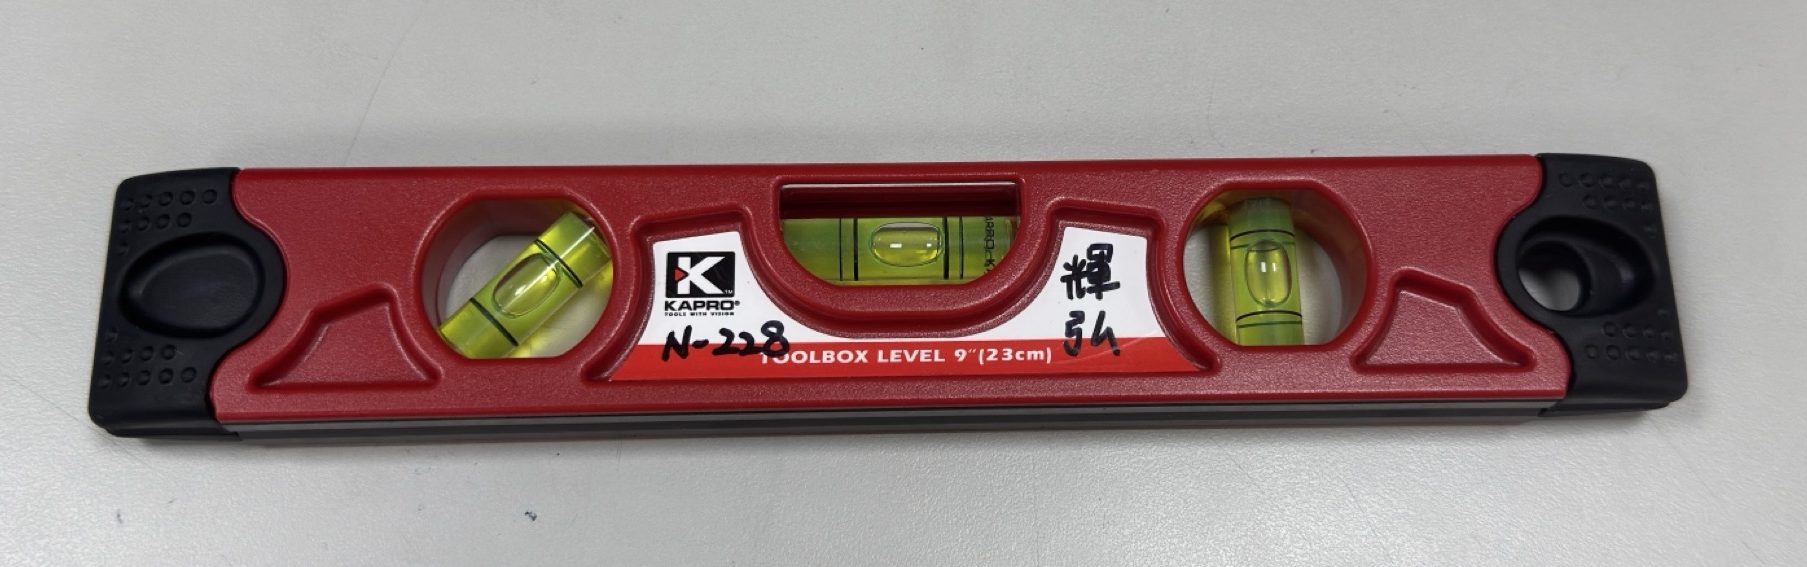 KAPRO®
TOOLS WITH VISION
N-228
TOOLBOX LEVEL 9"(23cm)
輝
弘